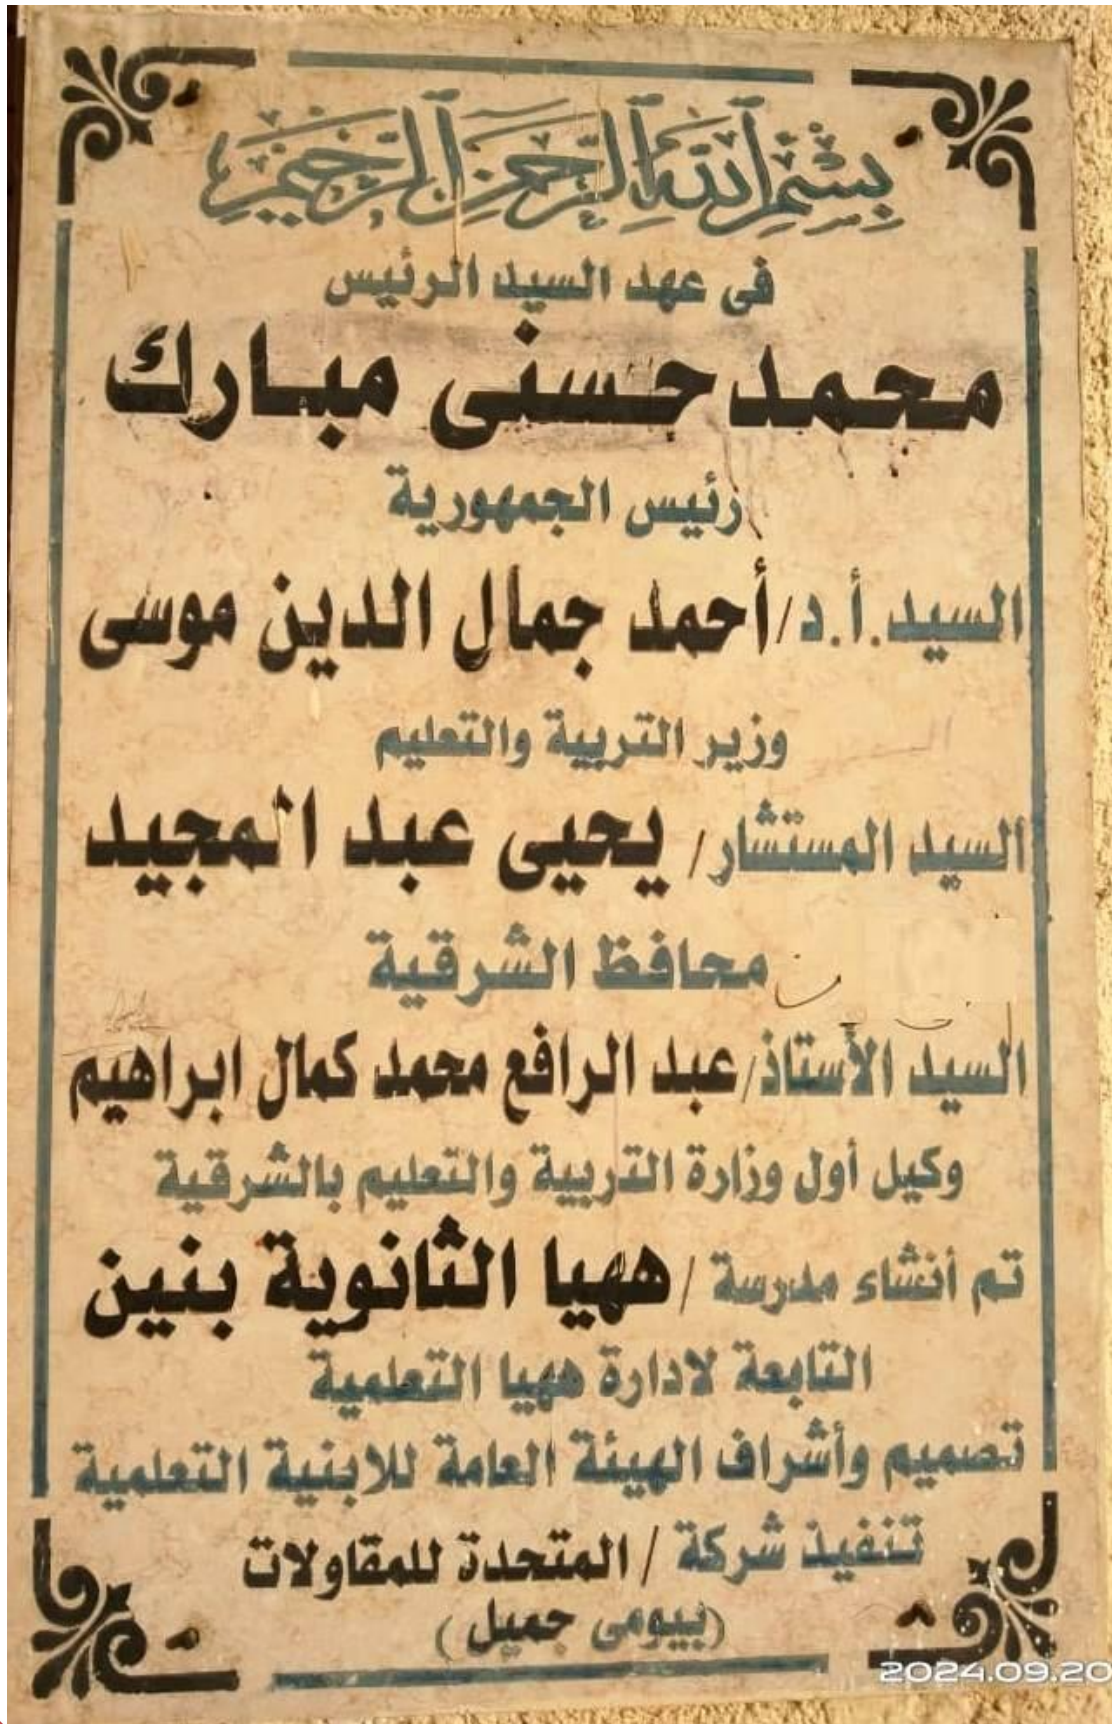 بسم الله الرحمن الرحيم
فى عهد السيد الرئيس
محمد حسنى مبارك
رئيس الجمهورية
السيد.أ.د/أحمد جمال الدين موسى
وزير التربية والتعليم
السيد المستشار/ يحيى عبد المجيد
محافظ الشرقية
السيد الأستاذ/عبد الرافع محمد كمال ابراهيم
وكيل أول وزارة التربية والتعليم بالشرقية
تم أنشاء مدرسة / ههيا الثانوية بنين
التابعة لادارة ههيا التعلمية
تصميم وأشراف الهيئة العامة للابنية التعلمية
تنفيذ شركة / المتحدة للمقاولات
(بيومى جميل )
2024.09.20